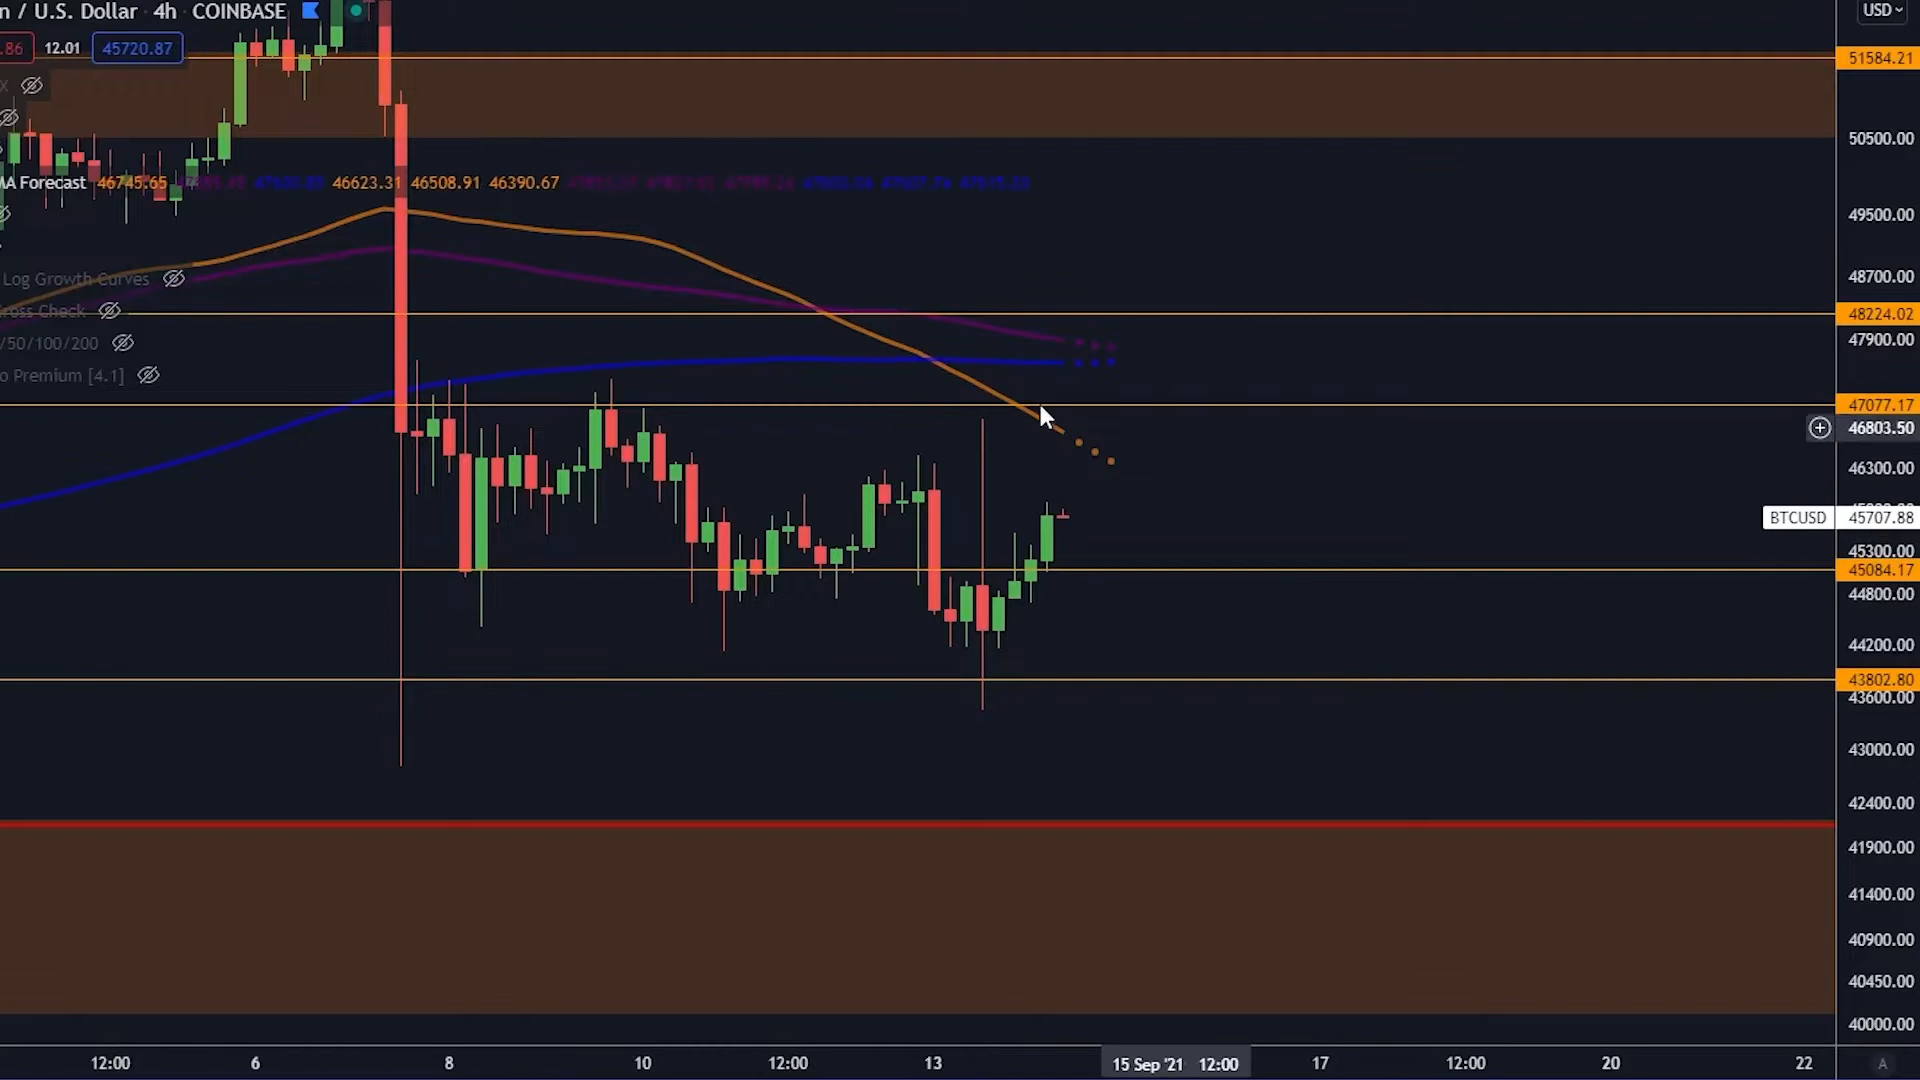 n / U.S. Dollar · 4h · COINBASE
USD
.86 12.01 45720.87
51584.21
X
50500.00
MA Forecast 46745.65 46623.31 46508.91 46390.67
49500.00
Log Growth Curves
48700.00
ross Check
48224.02
/50/100/200
47900.00
o Premium [4.1]
47077.17
46803.50
46300.00
BTCUSD 45707.88
45300.00
45084.17
44800.00
44200.00
43802.80
43600.00
43000.00
42400.00
41900.00
41400.00
40900.00
40450.00
40000.00
12:00 6 8 10 12:00 13 15 Sep '21 12:00 17 12:00 20 22 A